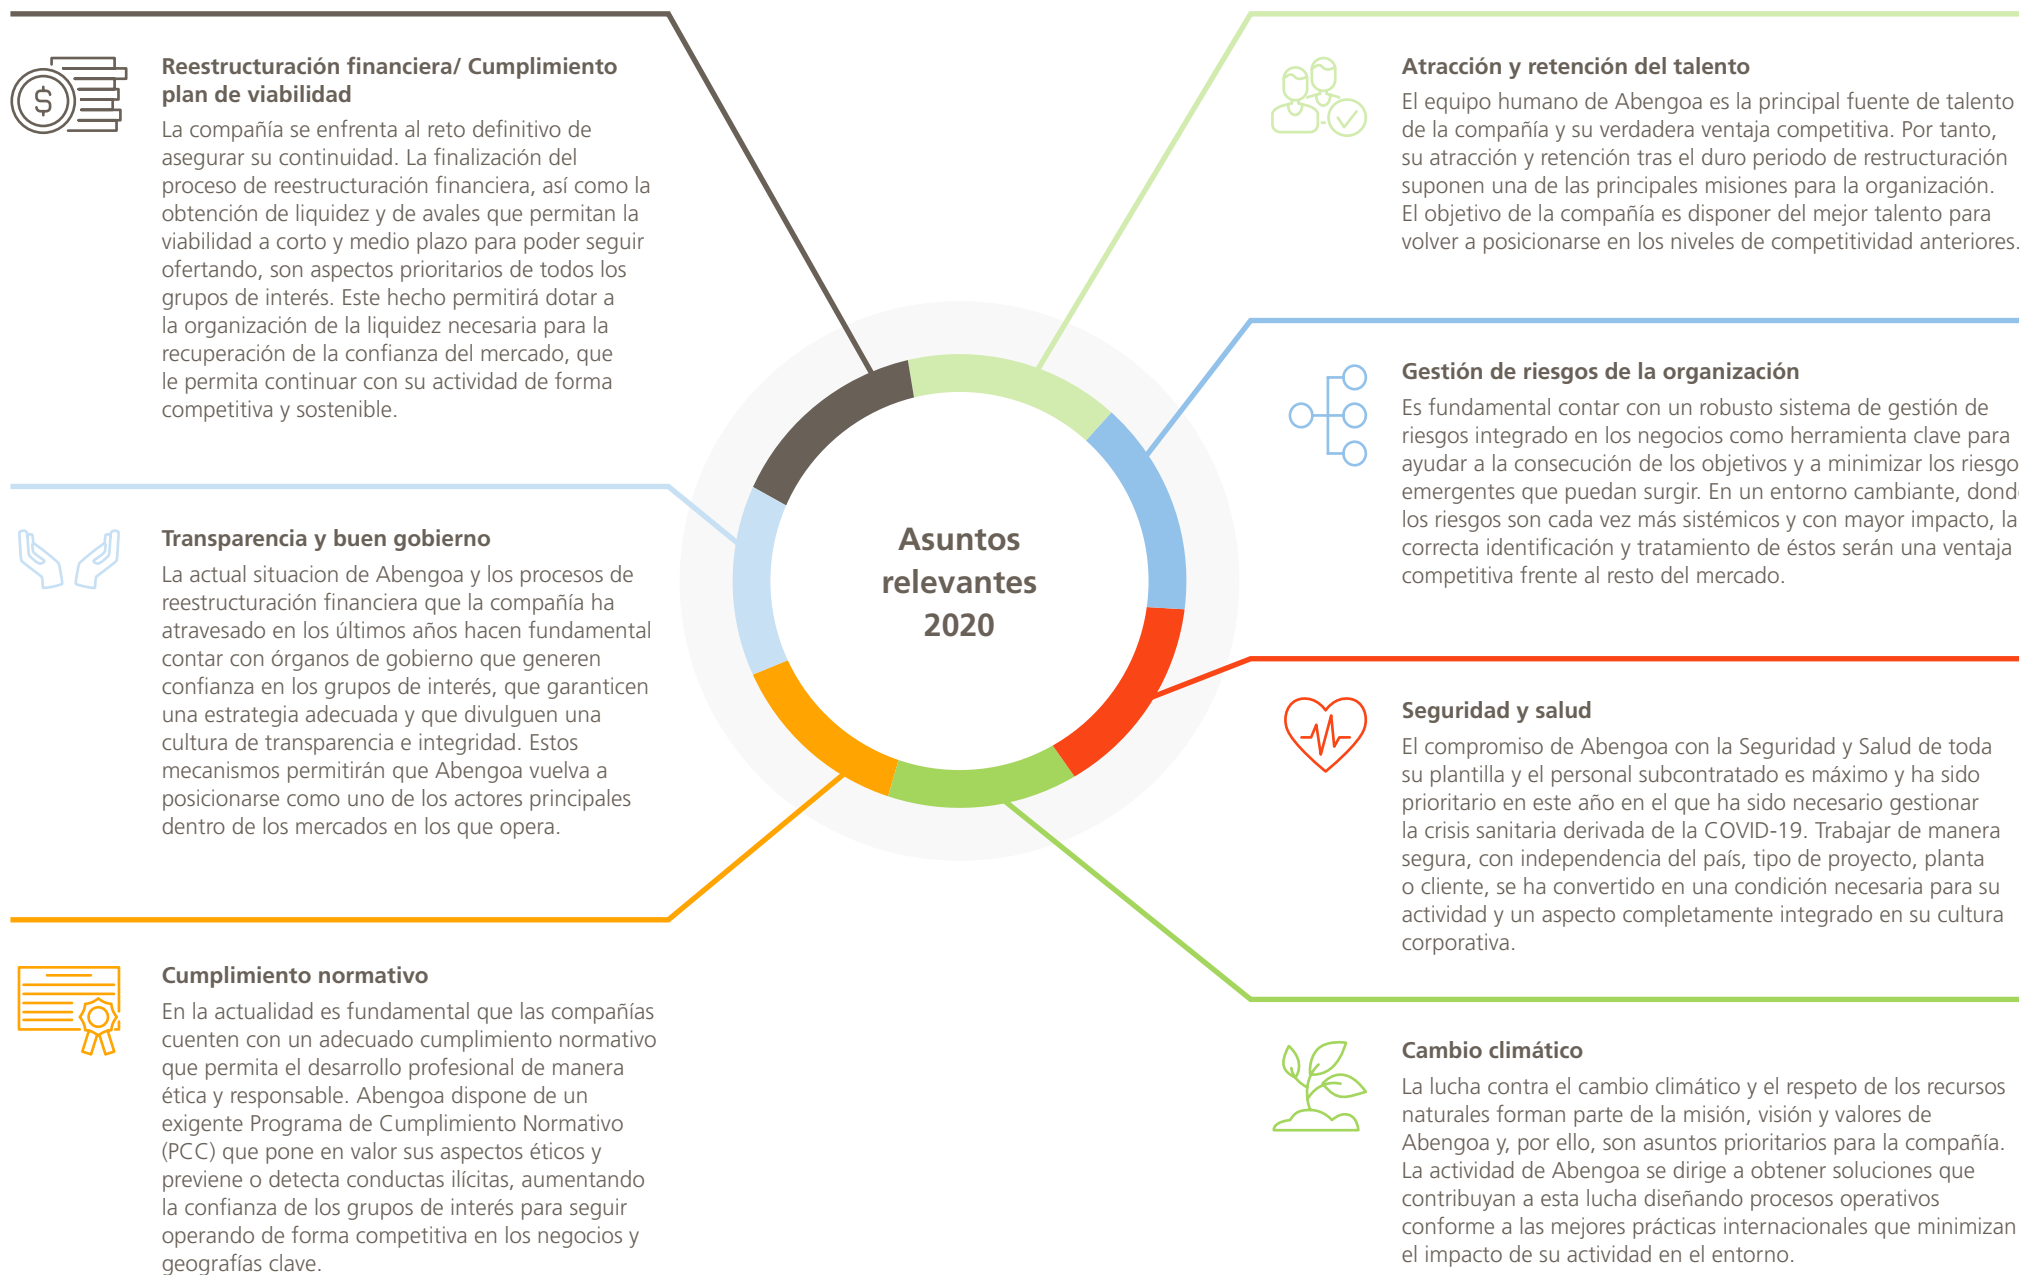 Reestructuración financiera/ Cumplimiento
plan de viabilidad
La compañía se enfrenta al reto definitivo de
asegurar su continuidad. La finalización del
proceso de reestructuración financiera, así como la
obtención de liquidez y de avales que permitan la
viabilidad a corto y medio plazo para poder seguir
ofertando, son aspectos prioritarios de todos los
grupos de interés. Este hecho permitirá dotar a
la organización de la liquidez necesaria para la
recuperación de la confianza del mercado, que
le permita continuar con su actividad de forma
competitiva y sostenible.
Transparencia y buen gobierno
La actual situacion de Abengoa y los procesos de
reestructuración financiera que la compañía ha
atravesado en los últimos años hacen fundamental
contar con órganos de gobierno que generen
confianza en los grupos de interés, que garanticen
una estrategia adecuada y que divulguen una
cultura de transparencia e integridad. Estos
mecanismos permitirán que Abengoa vuelva a
posicionarse como uno de los actores principales
dentro de los mercados en los que opera.
Cumplimiento normativo
En la actualidad es fundamental que las compañías
cuenten con un adecuado cumplimiento normativo
que permita el desarrollo profesional de manera
ética y responsable. Abengoa dispone de un
exigente Programa de Cumplimiento Normativo
(PCC) que pone en valor sus aspectos éticos y
previene o detecta conductas ilícitas, aumentando
la confianza de los grupos de interés para seguir
operando de forma competitiva en los negocios y
geografías clave.
Asuntos
relevantes
2020
Atracción y retención del talento
El equipo humano de Abengoa es la principal fuente de talento
de la compañía y su verdadera ventaja competitiva. Por tanto,
su atracción y retención tras el duro periodo de restructuración
suponen una de las principales misiones para la organización.
El objetivo de la compañía es disponer del mejor talento para
volver a posicionarse en los niveles de competitividad anteriores.
Gestión de riesgos de la organización
Es fundamental contar con un robusto sistema de gestión de
riesgos integrado en los negocios como herramienta clave para
ayudar a la consecución de los objetivos y a minimizar los riesgo
emergentes que puedan surgir. En un entorno cambiante, dond
los riesgos son cada vez más sistémicos y con mayor impacto, la
correcta identificación y tratamiento de éstos serán una ventaja
competitiva frente al resto del mercado.
Seguridad y salud
El compromiso de Abengoa con la Seguridad y Salud de toda
su plantilla y el personal subcontratado es máximo y ha sido
prioritario en este año en el que ha sido necesario gestionar
la crisis sanitaria derivada de la COVID-19. Trabajar de manera
segura, con independencia del país, tipo de proyecto, planta
o cliente, se ha convertido en una condición necesaria para su
actividad y un aspecto completamente integrado en su cultura
corporativa.
Cambio climático
La lucha contra el cambio climático y el respeto de los recursos
naturales forman parte de la misión, visión y valores de
Abengoa y, por ello, son asuntos prioritarios para la compañía.
La actividad de Abengoa se dirige a obtener soluciones que
contribuyan a esta lucha diseñando procesos operativos
conforme a las mejores prácticas internacionales que minimizan
el impacto de su actividad en el entorno.